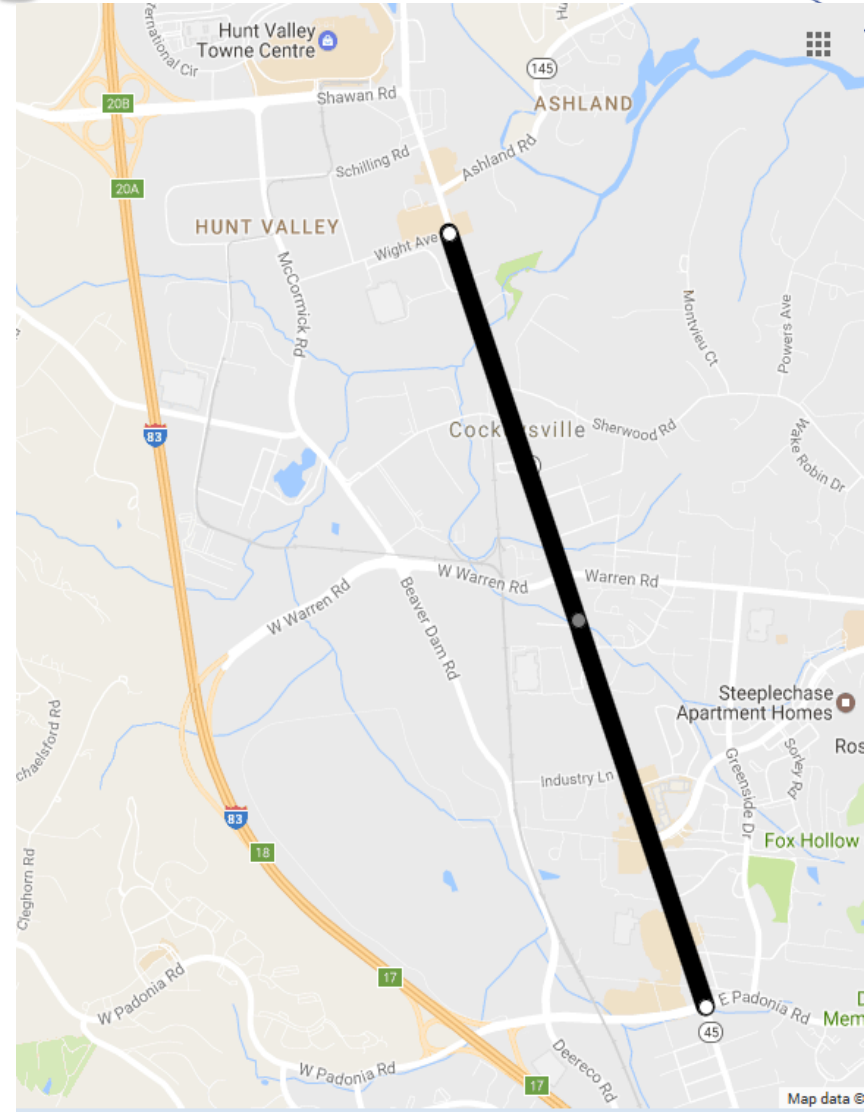 Hunt Valley
Towne Centre
145
20B
Shawan Rd
ASHLAND
Ashland Rd
Schilling Rd
20A
HUNT VALLEY
Wight Ave
McCormick Rd
Montvieu Ct
Powers Ave
83
Sherwood Rd
Wake Robin Dr
W Warren Rd
Warren Rd
W Warren Rd
Beaver Dam Rd
Steeplechase
Apartment Homes
Sorley Rd
Greenside Dr
Industry Ln
83
18
Fox Hollow
Cleghorn Rd
17
W Padonia Rd
E Padonia Rd
45
W Padonia Rd
Deereco Rd
17
Map data ©